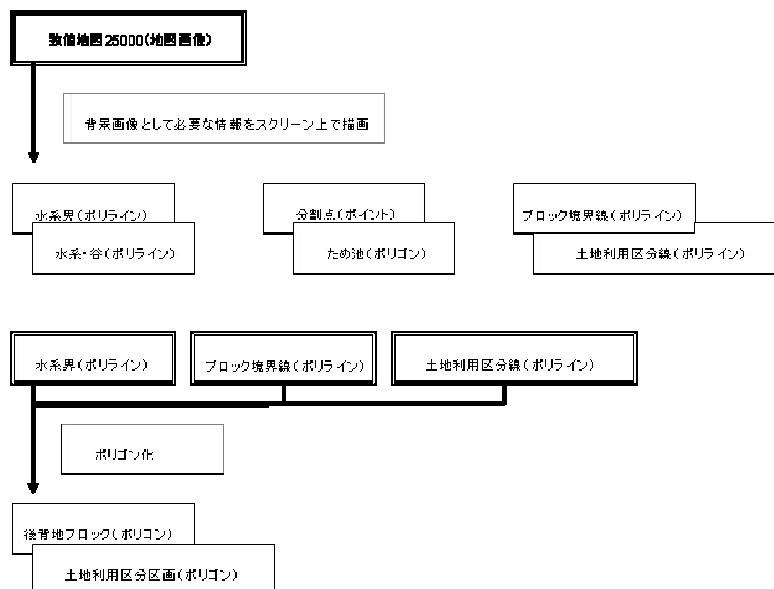 数値地図25000(地図画像)
背景画像として必要な情報をスクリーン上で描画
水系界(ポリライン)
水系・谷(ポリライン)
分割点(ポイント)
ため池(ポリゴン)
ブロック境界線(ポリライン)
土地利用区分線(ポリライン)
水系界(ポリライン)
ブロック境界線(ポリライン)
土地利用区分線(ポリライン)
ポリゴン化
後背地ブロック(ポリゴン)
土地利用区分区画(ポリゴン)